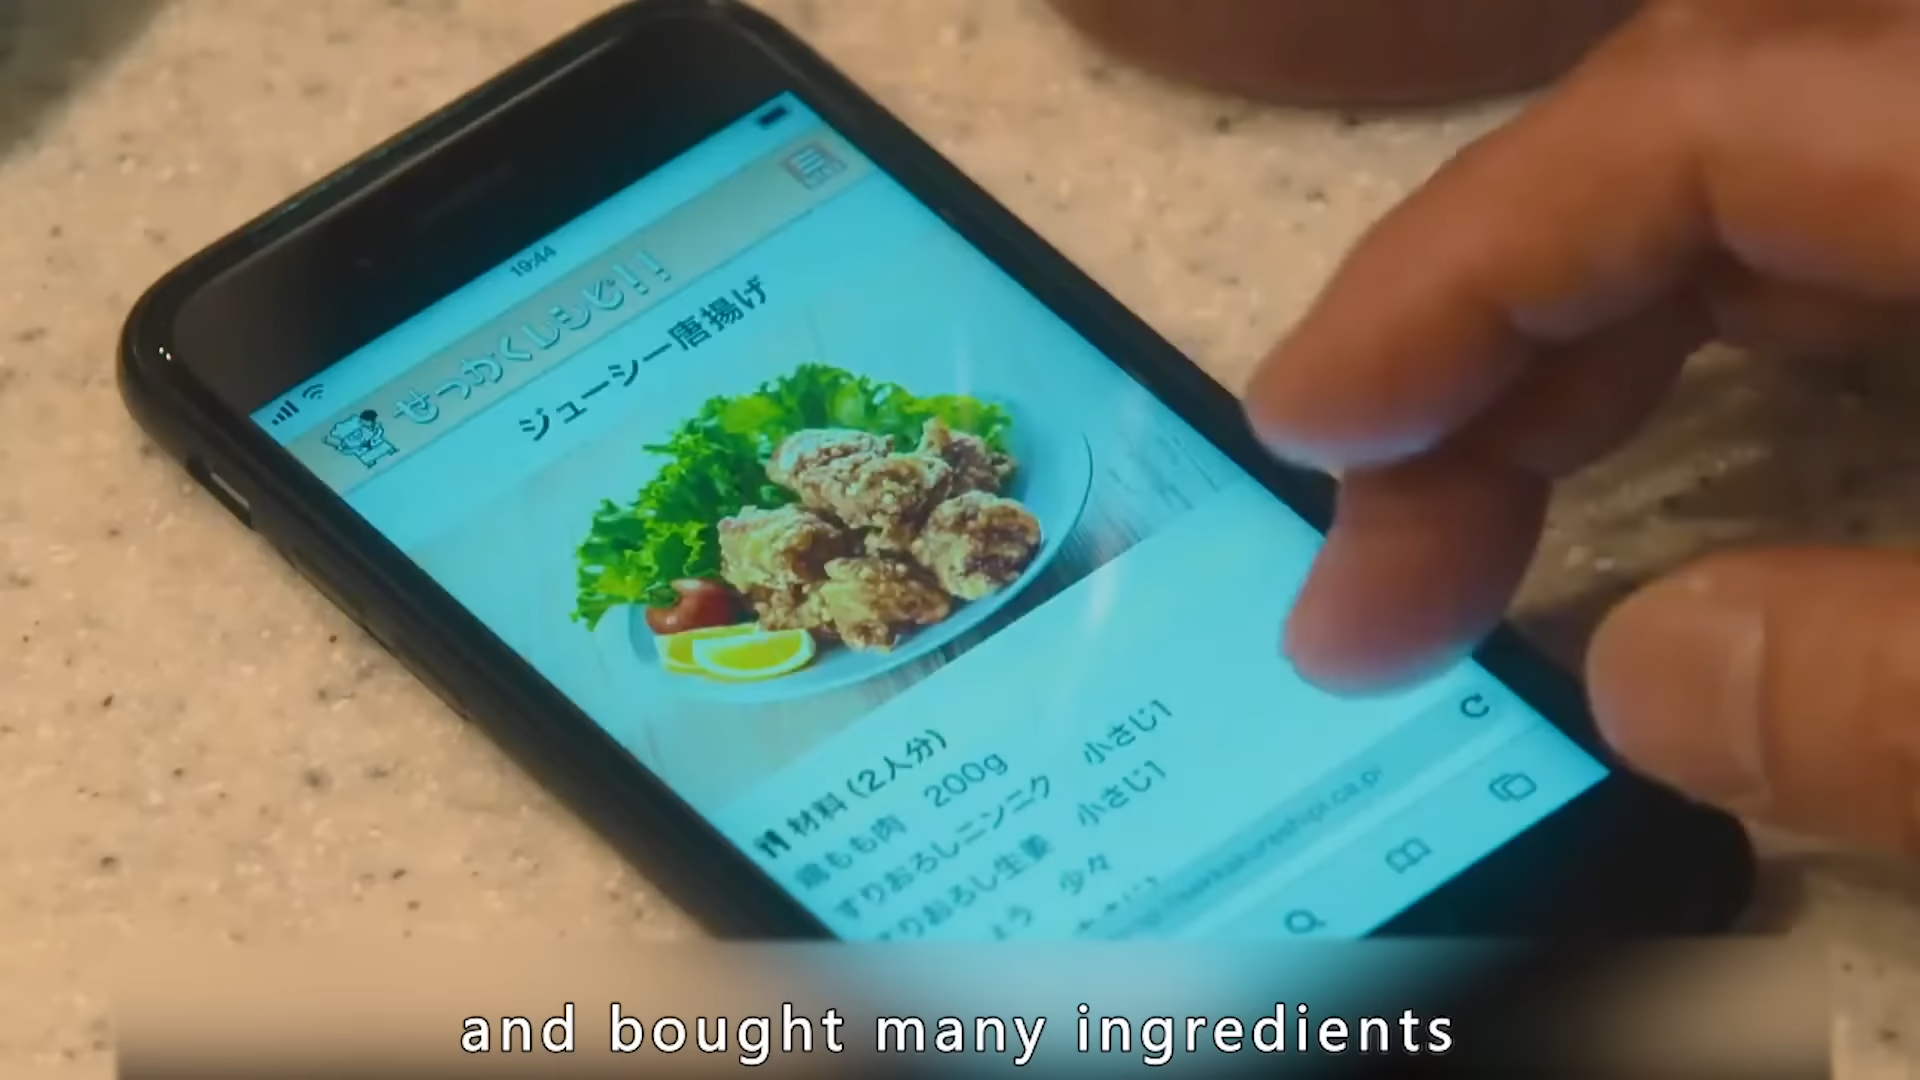 19:44
せっかくレシピ!!
ジューシー唐揚げ
材料(2人分)
鶏もも肉 200g
すりおろしニンニク 小さじ1
すりおろし生姜 小さじ1
少々
and bought many ingredients